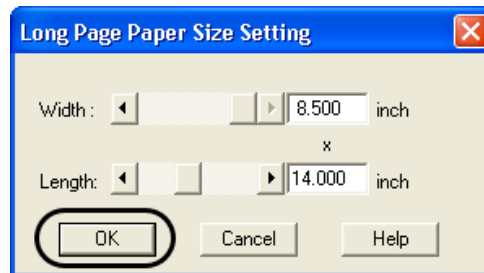 Long Page Paper Size Setting
Width : 8.500 inch
x
Length: 14.000 inch
OK Cancel Help